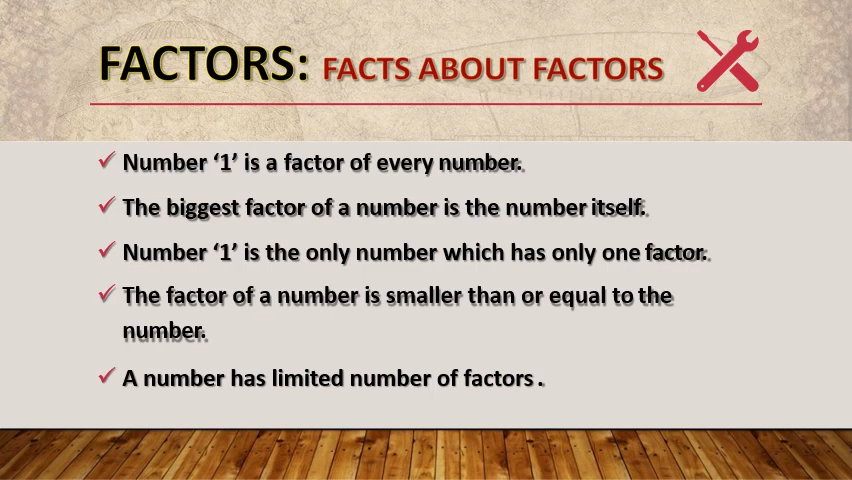 FACTORS: FACTS ABOUT FACTORS
Number ‘1’ is a factor of every number.
The biggest factor of a number is the number itself.
Number ‘1’ is the only number which has only one factor.
The factor of a number is smaller than or equal to the
number.
A number has limited number of factors .